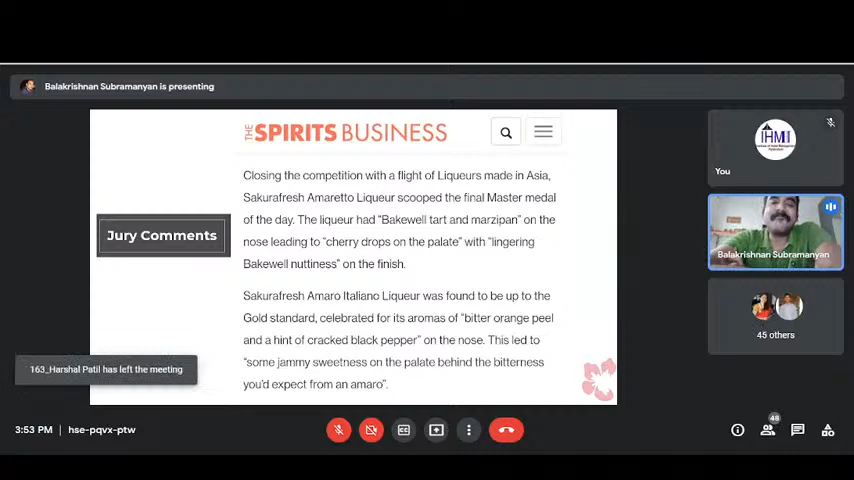 Balakrishnan Subramanyan is presenting
THE SPIRITS BUSINESS
Closing the competition with a flight of Liqueurs made in Asia,
Sakurafresh Amaretto Liqueur scooped the final Master medal
of the day. The liqueur had “Bakewell tart and marzipan” on the
nose leading to “cherry drops on the palate” with “lingering
Bakewell nuttiness” on the finish.
Jury Comments
Sakurafresh Amaro Italiano Liqueur was found to be up to the
Gold standard, celebrated for its aromas of “bitter orange peel
and a hint of cracked black pepper” on the nose. This led to
“some jammy sweetness on the palate behind the bitterness
you'd expect from an amaro”.
163_Harshal Patil has left the meeting
IHM
You
Balakrishnan Subramanyan
45 others
3:53 PM | hse-pqvx-ptw
48